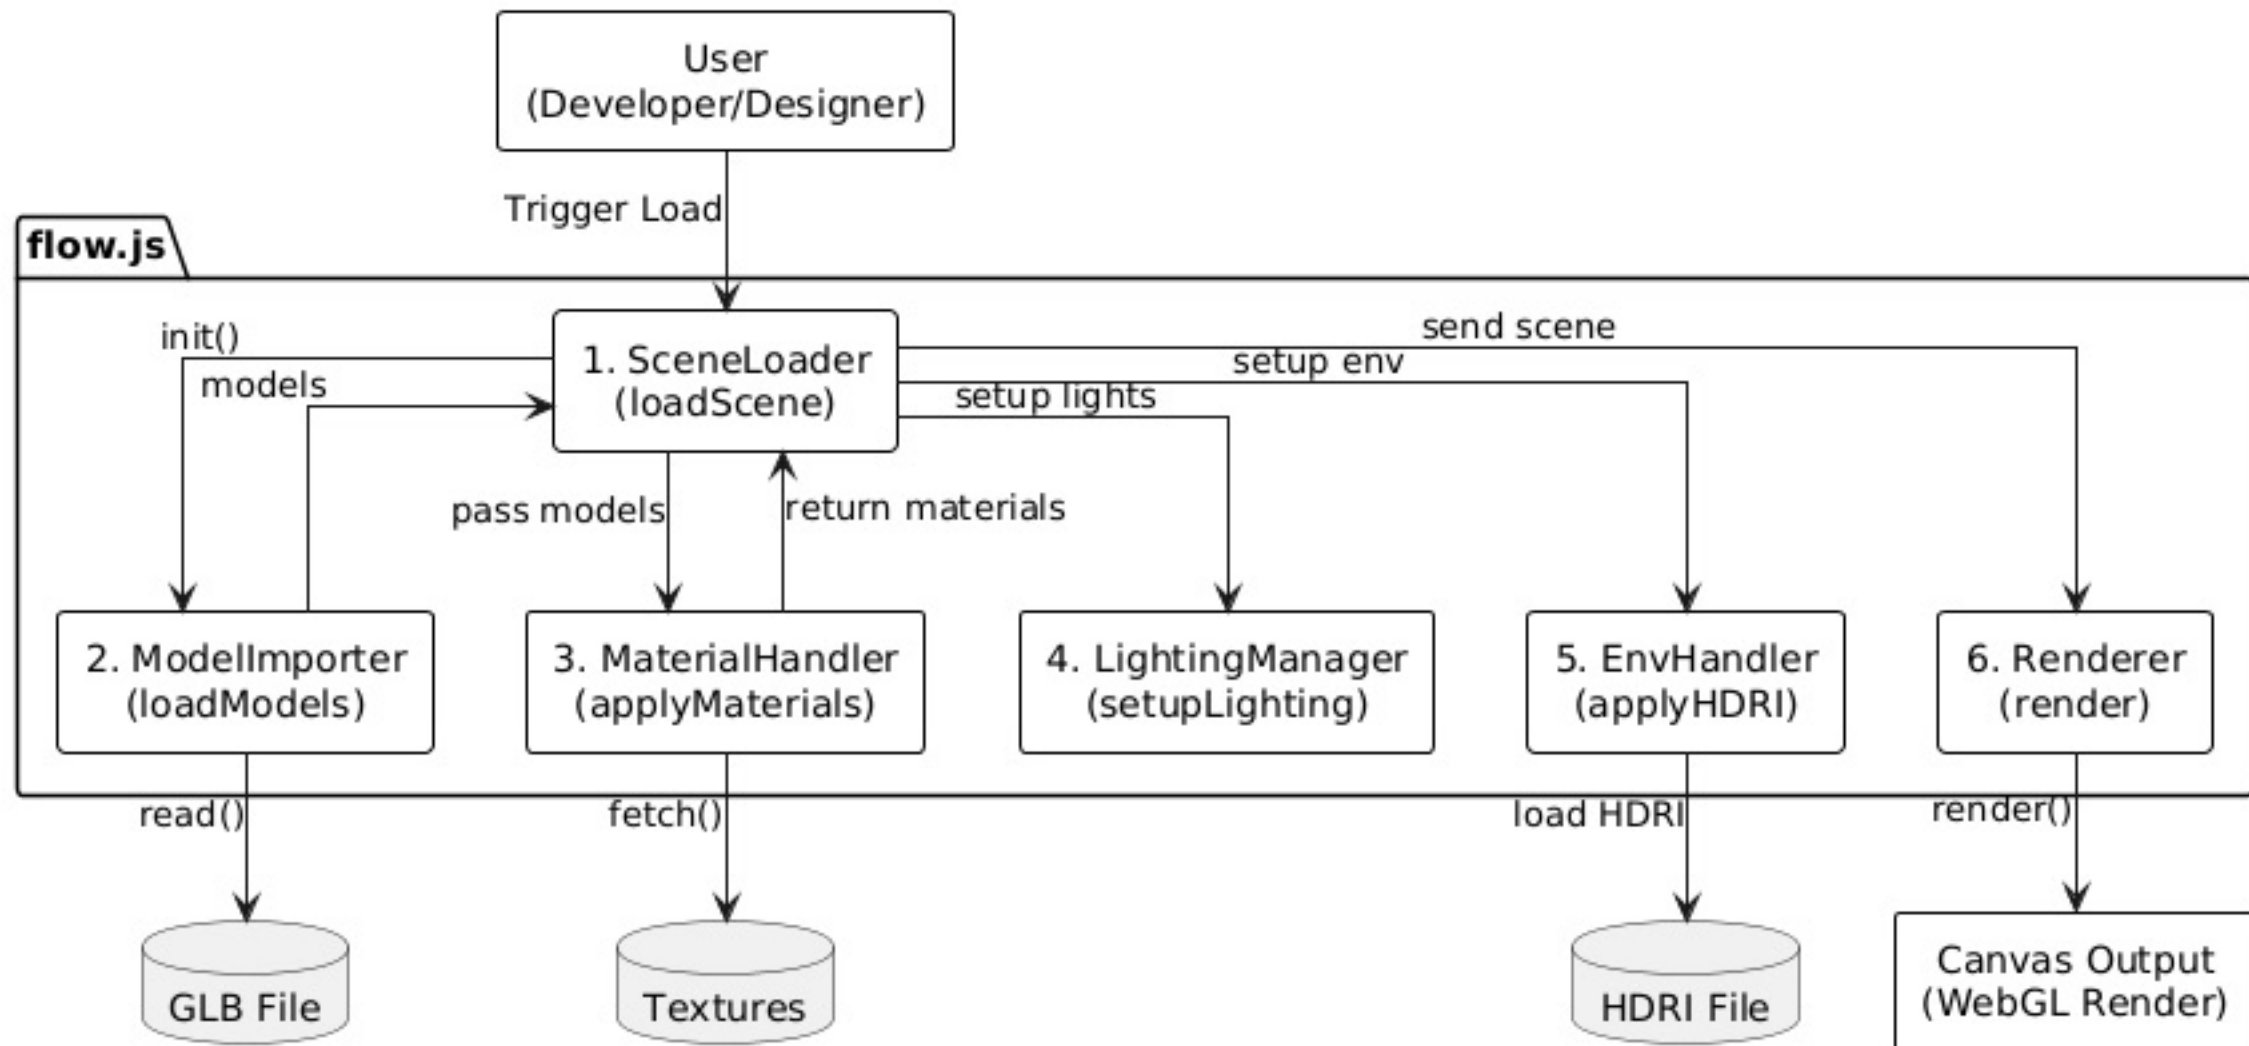 User
(Developer/Designer)
Trigger Load
flow.js
init()
models
1. SceneLoader
(loadScene)
send scene
setup env
setup lights
pass models
return materials
2. ModelImporter
(loadModels)
3. MaterialHandler
(applyMaterials)
4. LightingManager
(setupLighting)
5. EnvHandler
(applyHDRI)
6. Renderer
(render)
read()
fetch()
load HDRI
render()
GLB File
Textures
HDRI File
Canvas Output
(WebGL Render)